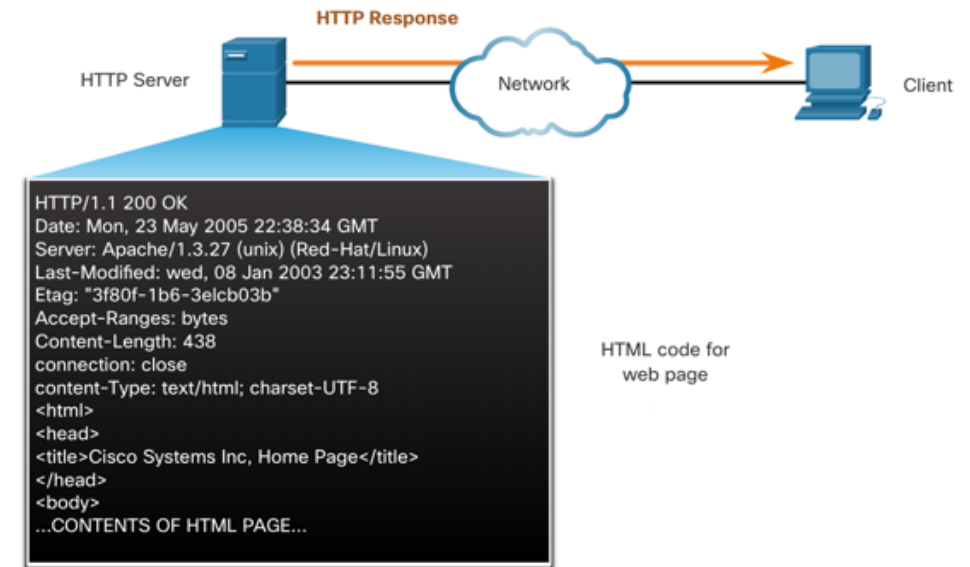 HTTP Response
HTTP Server
Network
Client
HTTP/1.1 200 OK
Date: Mon, 23 May 2005 22:38:34 GMT
Server: Apache/1.3.27 (unix) (Red-Hat/Linux)
Last-Modified: wed, 08 Jan 2003 23:11:55 GMT
Etag: "3f80f-1b6-3elcb03b"
Accept-Ranges: bytes
Content-Length: 438
connection: close
content-Type: text/html; charset-UTF-8
<html>
<head>
<title>Cisco Systems Inc, Home Page</title>
</head>
<body>
...CONTENTS OF HTML PAGE...
HTML code for
web page